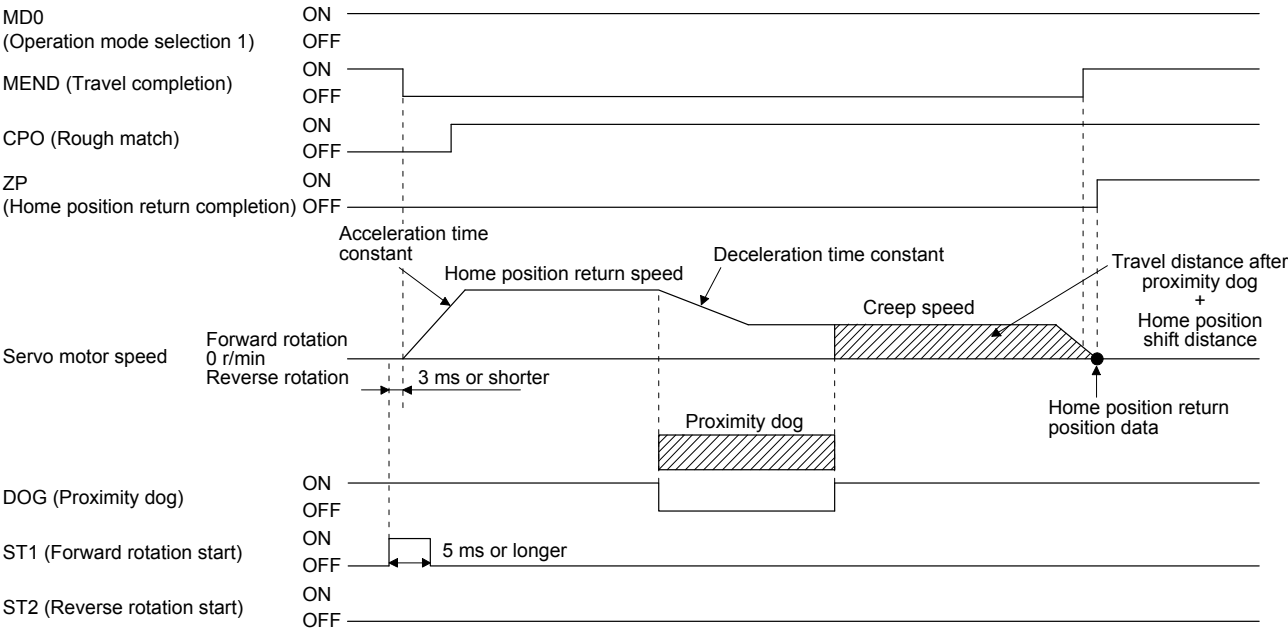 MD0
(Operation mode selection 1)
ON
OFF
MEND (Travel completion)
ON
OFF
CPO (Rough match)
ON
OFF
ZP
(Home position return completion)
ON
OFF
Acceleration time
constant
Home position return speed
Deceleration time constant
Creep speed
Travel distance after
proximity dog
+
Home position
shift distance
Servo motor speed
Forward rotation
0 r/min
Reverse rotation
3 ms or shorter
Home position return
position data
Proximity dog
DOG (Proximity dog)
ON
OFF
ST1 (Forward rotation start)
ON
OFF
5 ms or longer
ST2 (Reverse rotation start)
ON
OFF